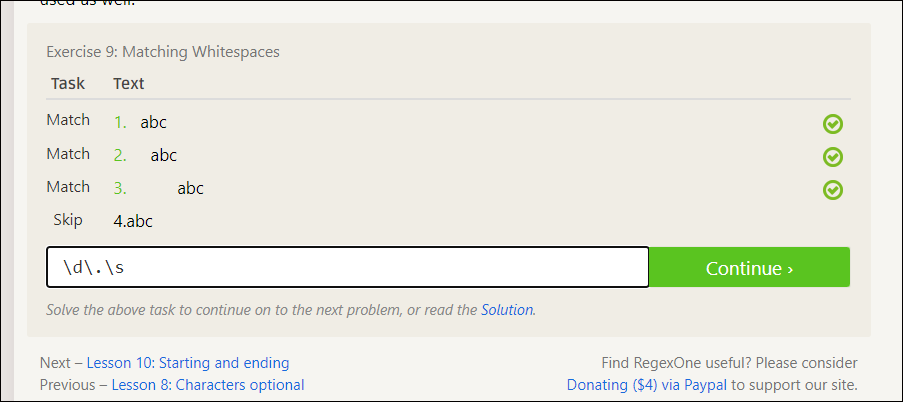 used as well.
Exercise 9: Matching Whitespaces
Task Text
Match 1. abc
Match 2. abc
Match 3. abc
Skip 4.abc
\d\.\s
Continue ›
Solve the above task to continue on to the next problem, or read the Solution.
Next – Lesson 10: Starting and ending
Previous – Lesson 8: Characters optional
Find RegexOne useful? Please consider
Donating ($4) via Paypal to support our site.